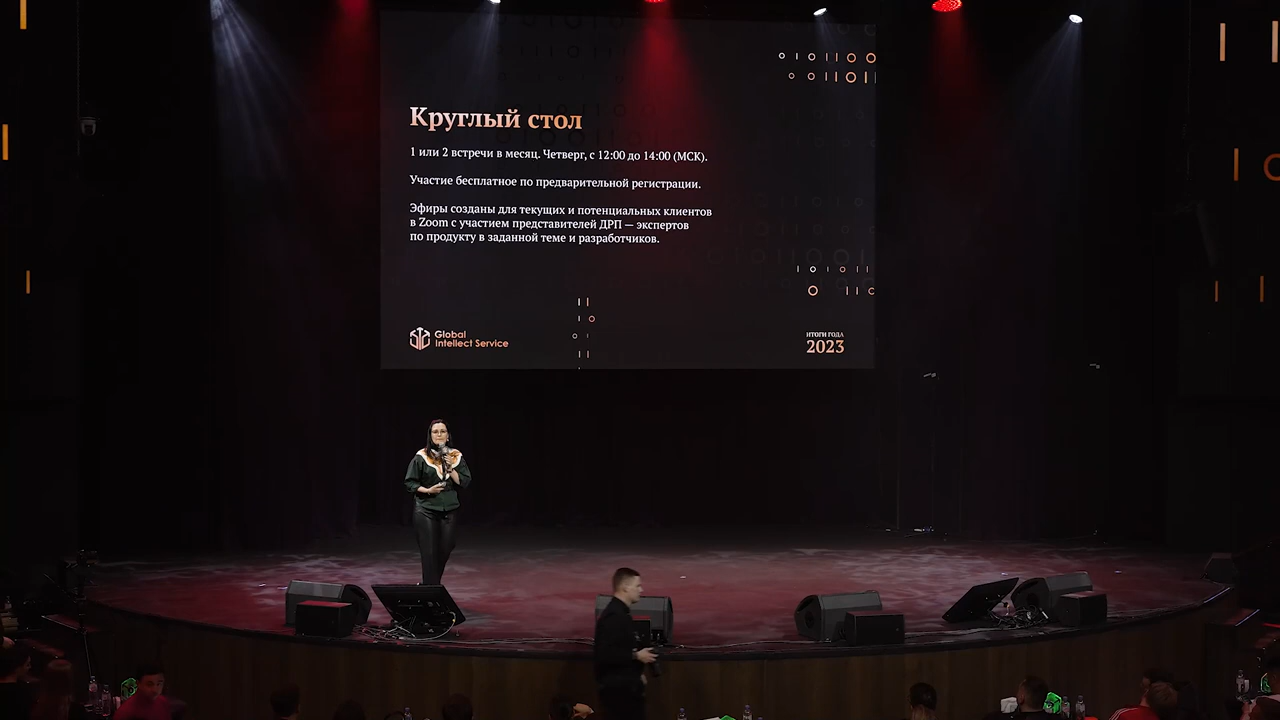 Круглый стол
1 или 2 встречи в месяц. Четверг, с 12:00 до 14:00 (МСК).
Участие бесплатное по предварительной регистрации.
Эфиры созданы для текущих и потенциальных клиентов
в Zoom с участием представителей ДРП — экспертов
по продукту в заданной теме и разработчиков.
Global
Intellect Service
ИТОГИ ГОДА
2023